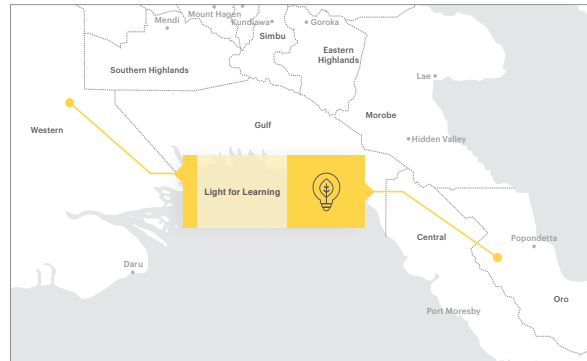 Mount Hagen
Mendi
Kundiawa
Goroka
Simbu
Eastern
Highlands
Southern Highlands
Lae
Morobe
Gulf
Western
Hidden Valley
Light for Learning
Central
Popondetta
Daru
Oro
Port Moresby